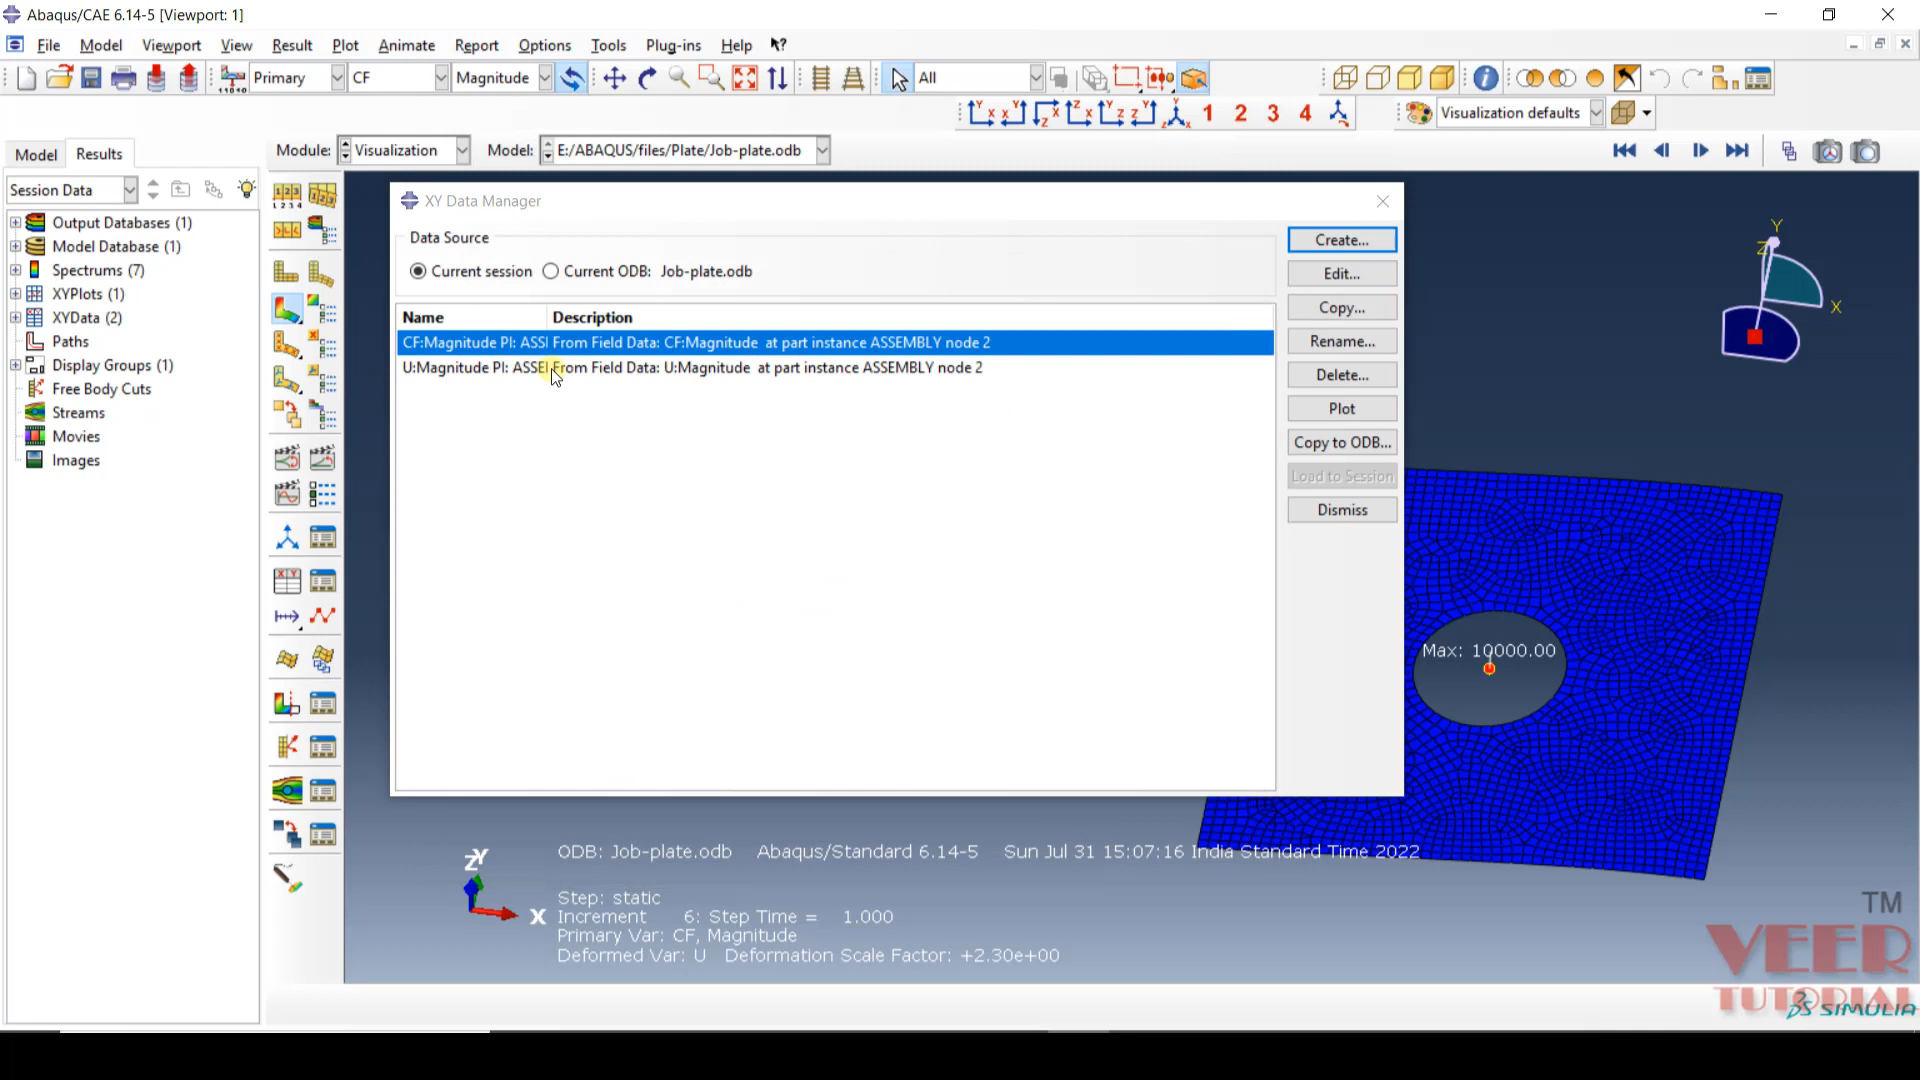 Abaqus/CAE 6.14-5 [Viewport: 1]
File Model Viewport View Result Plot Animate Report Options Tools Plug-ins Help
Primary CF Magnitude All
1 2 3 4 Visualization defaults
Model Results Module: Visualization Model: E:/ABAQUS/files/Plate/Job-plate.odb
Session Data
Output Databases (1)
Model Database (1)
Spectrums (7)
XYPlots (1)
XYData (2)
Paths
Display Groups (1)
Free Body Cuts
Streams
Movies
Images
XY Data Manager
Data Source
Current session Current ODB: Job-plate.odb
Name Description
CF:Magnitude PI: ASSI From Field Data: CF:Magnitude at part instance ASSEMBLY node 2
U:Magnitude PI: ASSEI From Field Data: U:Magnitude at part instance ASSEMBLY node 2
Create...
Edit...
Copy...
Rename...
Delete...
Plot
Copy to ODB...
Load to Session
Dismiss
Y
Z
X
Max: 10000.00
Y
Z
X
ODB: Job-plate.odb Abaqus/Standard 6.14-5 Sun Jul 31 15:07:16 India Standard Time 2022
Step: static
Increment 6: Step Time = 1.000
Primary Var: CF, Magnitude
Deformed Var: U Deformation Scale Factor: +2.30e+00
TM
VEER
TUTORIAL
SIMULIA